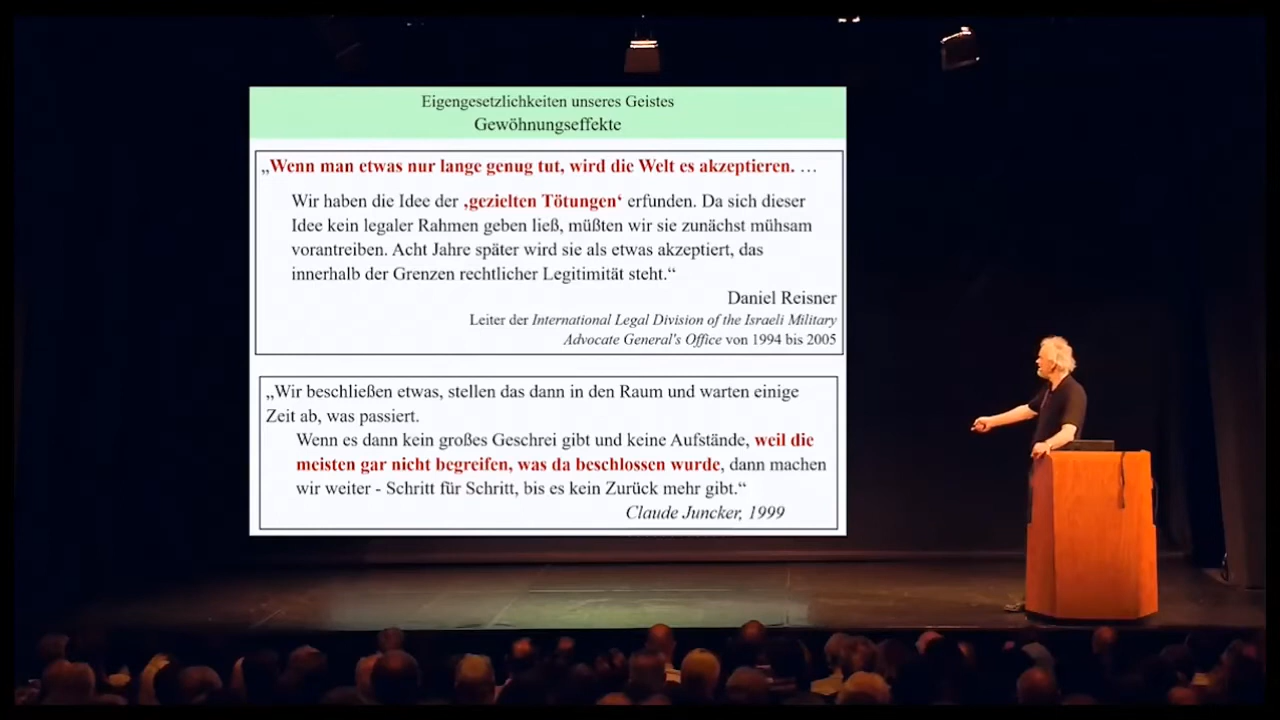 Eigengesetzlichkeiten unseres Geistes
Gewöhnungseffekte
„Wenn man etwas nur lange genug tut, wird die Welt es akzeptieren. …
Wir haben die Idee der ‚gezielten Tötungen‘ erfunden. Da sich dieser
Idee kein legaler Rahmen geben ließ, müßten wir sie zunächst mühsam
vorantreiben. Acht Jahre später wird sie als etwas akzeptiert, das
innerhalb der Grenzen rechtlicher Legitimität steht.“
Daniel Reisner
Leiter der International Legal Division of the Israeli Military
Advocate General's Office von 1994 bis 2005
„Wir beschließen etwas, stellen das dann in den Raum und warten einige
Zeit ab, was passiert.
Wenn es dann kein großes Geschrei gibt und keine Aufstände, weil die
meisten gar nicht begreifen, was da beschlossen wurde, dann machen
wir weiter - Schritt für Schritt, bis es kein Zurück mehr gibt.“
Claude Juncker, 1999